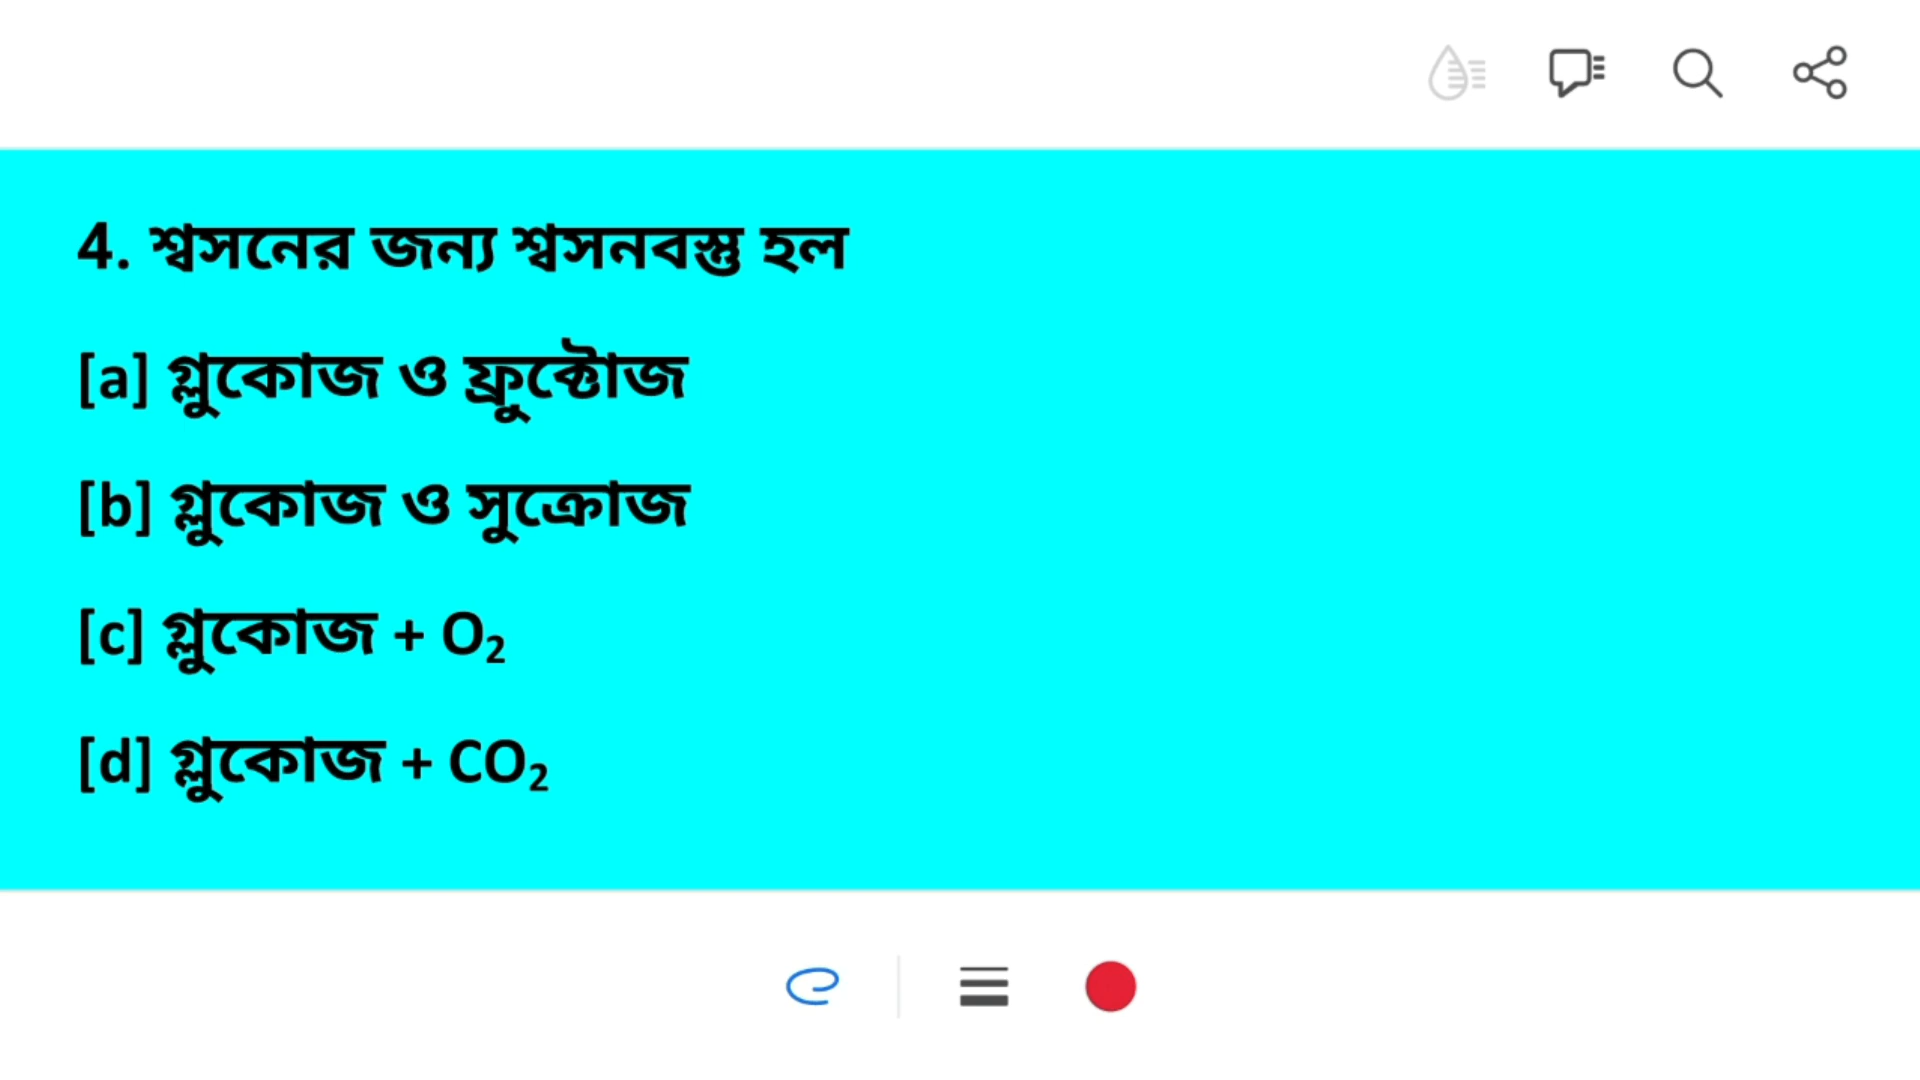 4. শ্বসনের জন্য শ্বসনবস্তু হল
[a] গ্লুকোজ ও ফ্রুক্টোজ
[b] গ্লুকোজ ও সুক্রোজ
[c] গ্লুকোজ + O₂
[d] গ্লুকোজ + CO₂